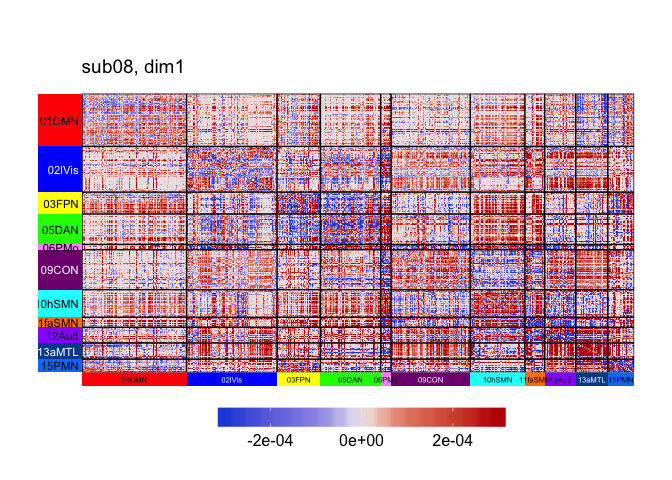 sub08, dim1
01DMN
02lVis
03FPN
05DAN
06PMo
09CON
10hSMN
1faSMN
12Aud
13aMTL
15PMN
01DMN
02lVis
03FPN
05DAN
06PMo
09CON
10hSMN
11faSMN
12Aud
13aMTL
15PMN
-2e-04
0e+00
2e-04